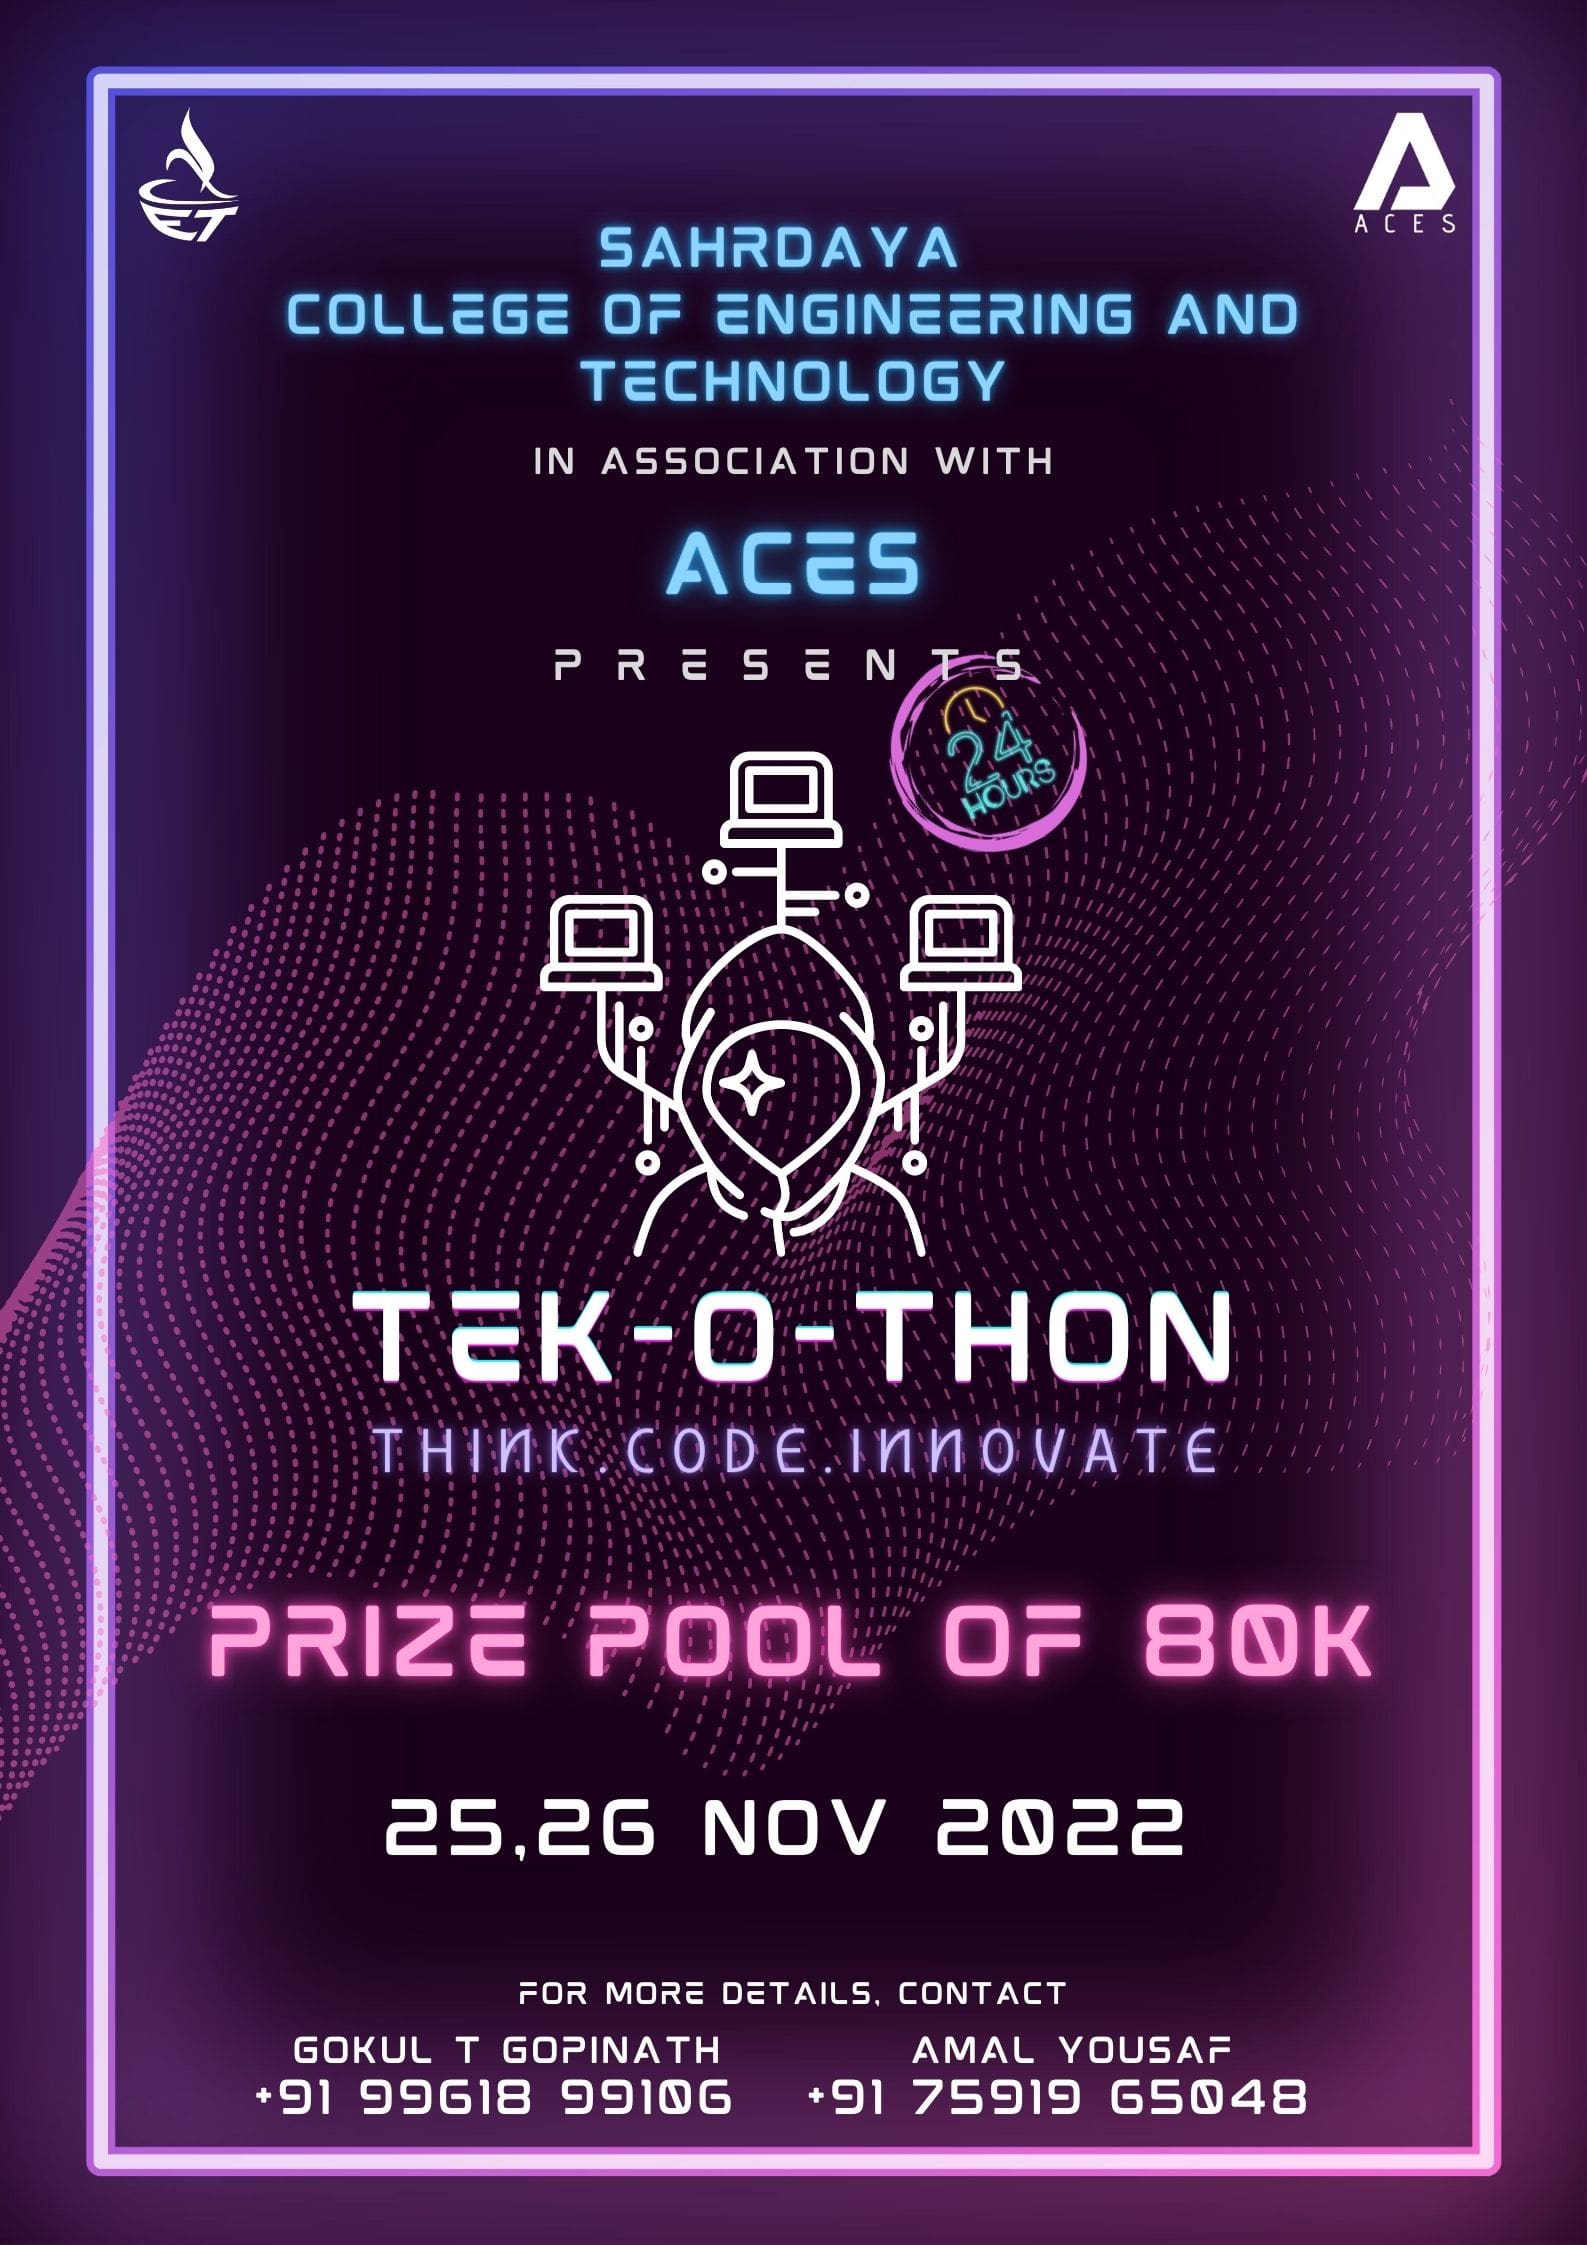 ET
ACES
SAHRDAYA
COLLEGE OF ENGINEERING AND
TECHNOLOGY
IN ASSOCIATION WITH
ACES
PRESENTS
24
HOURS
TEK-O-THON
THINK.CODE.INNOVATE
PRIZE POOL OF 80K
25,26 NOV 2022
FOR MORE DETAILS, CONTACT
GOKUL T GOPINATH AMAL YOUSAF
+91 99618 99106 +91 75919 65048